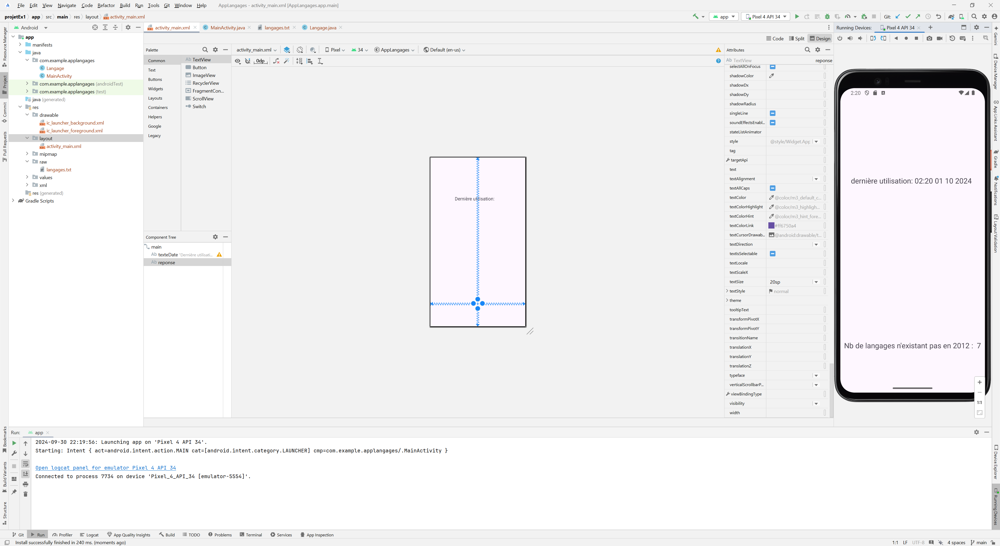 File Edit View Navigate Code Refactor Build Run Tools Git Window Help AppLangages - activity_main.xml [AppLangages.app.main]
projetEx1 app src main res layout activity_main.xml
app Pixel 4 API 34 Git:
Android
app
manifests
java
com.example.applangages
Langage
MainActivity
com.example.applangages (androidTest)
com.example.applangages (test)
java (generated)
res
drawable
ic_launcher_background.xml
ic_launcher_foreground.xml
layout
activity_main.xml
mipmap
raw
langages.txt
values
xml
res (generated)
Gradle Scripts
Resource Manager
Project
Commit
Pull Requests
Bookmarks
Build Variants
Structure
activity_main.xml MainActivity.java langages.txt Langage.java
Code Split Design
Palette
Common
Text
Buttons
Widgets
Layouts
Containers
Helpers
Google
Legacy
Ab TextView
Button
ImageView
RecyclerView
FragmentCon...
ScrollView
Switch
activity_main.xml Pixel 34 AppLangages Default (en-us)
0dp
Component Tree
main
Ab texteDate "Dernière utilisati...
Ab reponse
Dernière utilisation:
Attributes
Ab TextView reponse
selectAllOnFocus
shadowColor
shadowDx
shadowDy
shadowRadius
singleLine
soundEffectsEnabl...
stateListAnimator
style @style/Widget.App
tag
targetApi
text
textAlignment
textAllCaps
textColor @color/m3_default_c...
textColorHighlight @color/m3_highligh...
textColorHint @color/m3_hint_fore...
textColorLink #ff6750a4
textCursorDrawab... @android:drawable/t...
textDirection
textIsSelectable
textLocale
textScaleX
textSize 20sp
textStyle normal
theme
tooltipText
transformPivotX
transformPivotY
transitionName
translationX
translationY
translationZ
typeface
verticalScrollbarP...
viewBindingType
visibility
width
Running Devices: Pixel 4 API 34
2:20
dernière utilisation: 02:20 01 10 2024
Nb de langages n'existant pas en 2012 : 7
1:1
Gemini
Device Manager
App Links Assistant
Gradle
Notifications
Layout Validation
Device Explorer
Running Devices
Run: app
2024-09-30 22:19:56: Launching app on 'Pixel 4 API 34'.
Starting: Intent { act=android.intent.action.MAIN cat=[android.intent.category.LAUNCHER] cmp=com.example.applangages/.MainActivity }
Open logcat panel for emulator Pixel 4 API 34
Connected to process 7734 on device 'Pixel_4_API_34 [emulator-5554]'.
Git Run Profiler Logcat App Quality Insights Build TODO Problems Terminal Services App Inspection
Install successfully finished in 240 ms. (moments ago) 1:1 LF UTF-8 4 spaces main